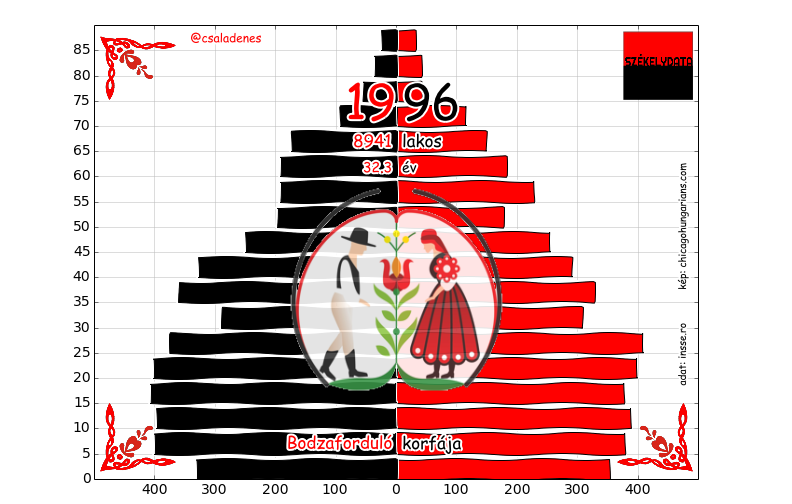 @csaladenes
SZÉKELYDATA
1996
8941 lakos
32.3 év
kép: chicagohungarians.com
adat: insse.ro
Bodzaforduló korfája
85
80
75
70
65
60
55
50
45
40
35
30
25
20
15
10
5
0
400 300 200 100 0 100 200 300 400